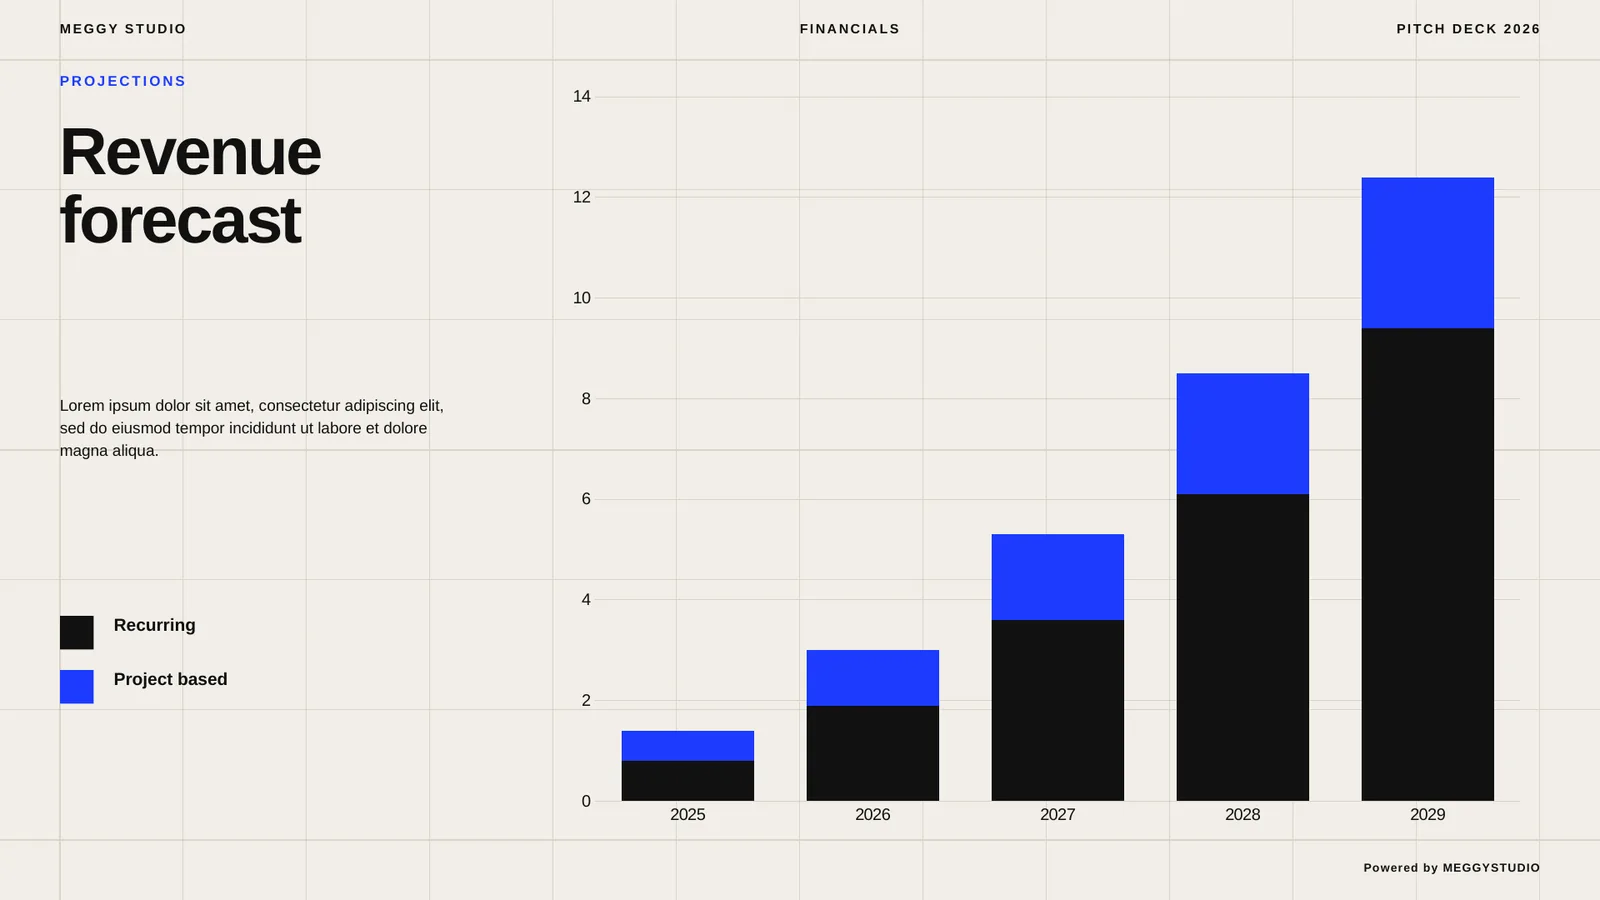 MEGGY STUDIO
FINANCIALS
PITCH DECK 2026
PROJECTIONS
Revenue
forecast
Lorem ipsum dolor sit amet, consectetur adipiscing elit,
sed do eiusmod tempor incididunt ut labore et dolore
magna aliqua.
Recurring
Project based
14
12
10
8
6
4
2
0
2025
2026
2027
2028
2029
Powered by MEGGYSTUDIO